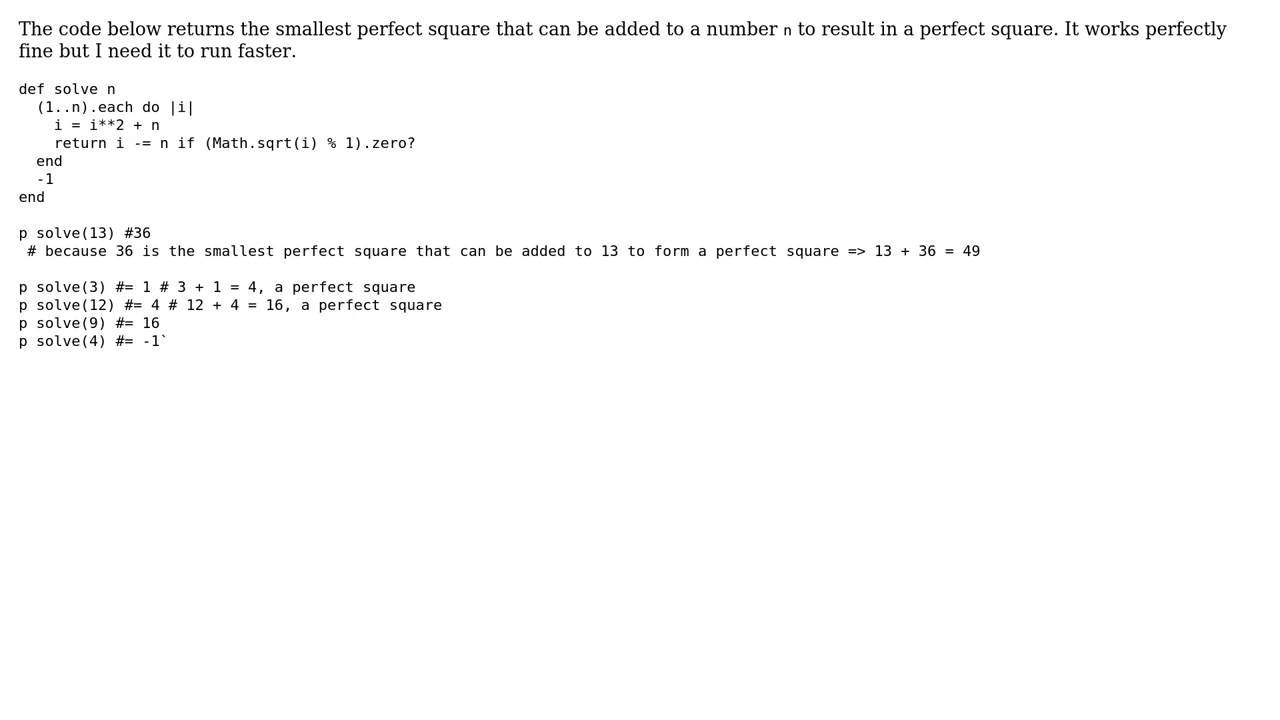 The code below returns the smallest perfect square that can be added to a number n to result in a perfect square. It works perfectly
fine but I need it to run faster.
def solve n
  (1..n).each do |i|
    i = i**2 + n
    return i -= n if (Math.sqrt(i) % 1).zero?
  end
  -1
end
p solve(13) #36
 # because 36 is the smallest perfect square that can be added to 13 to form a perfect square => 13 + 36 = 49
p solve(3) #= 1 # 3 + 1 = 4, a perfect square
p solve(12) #= 4 # 12 + 4 = 16, a perfect square
p solve(9) #= 16
p solve(4) #= -1`